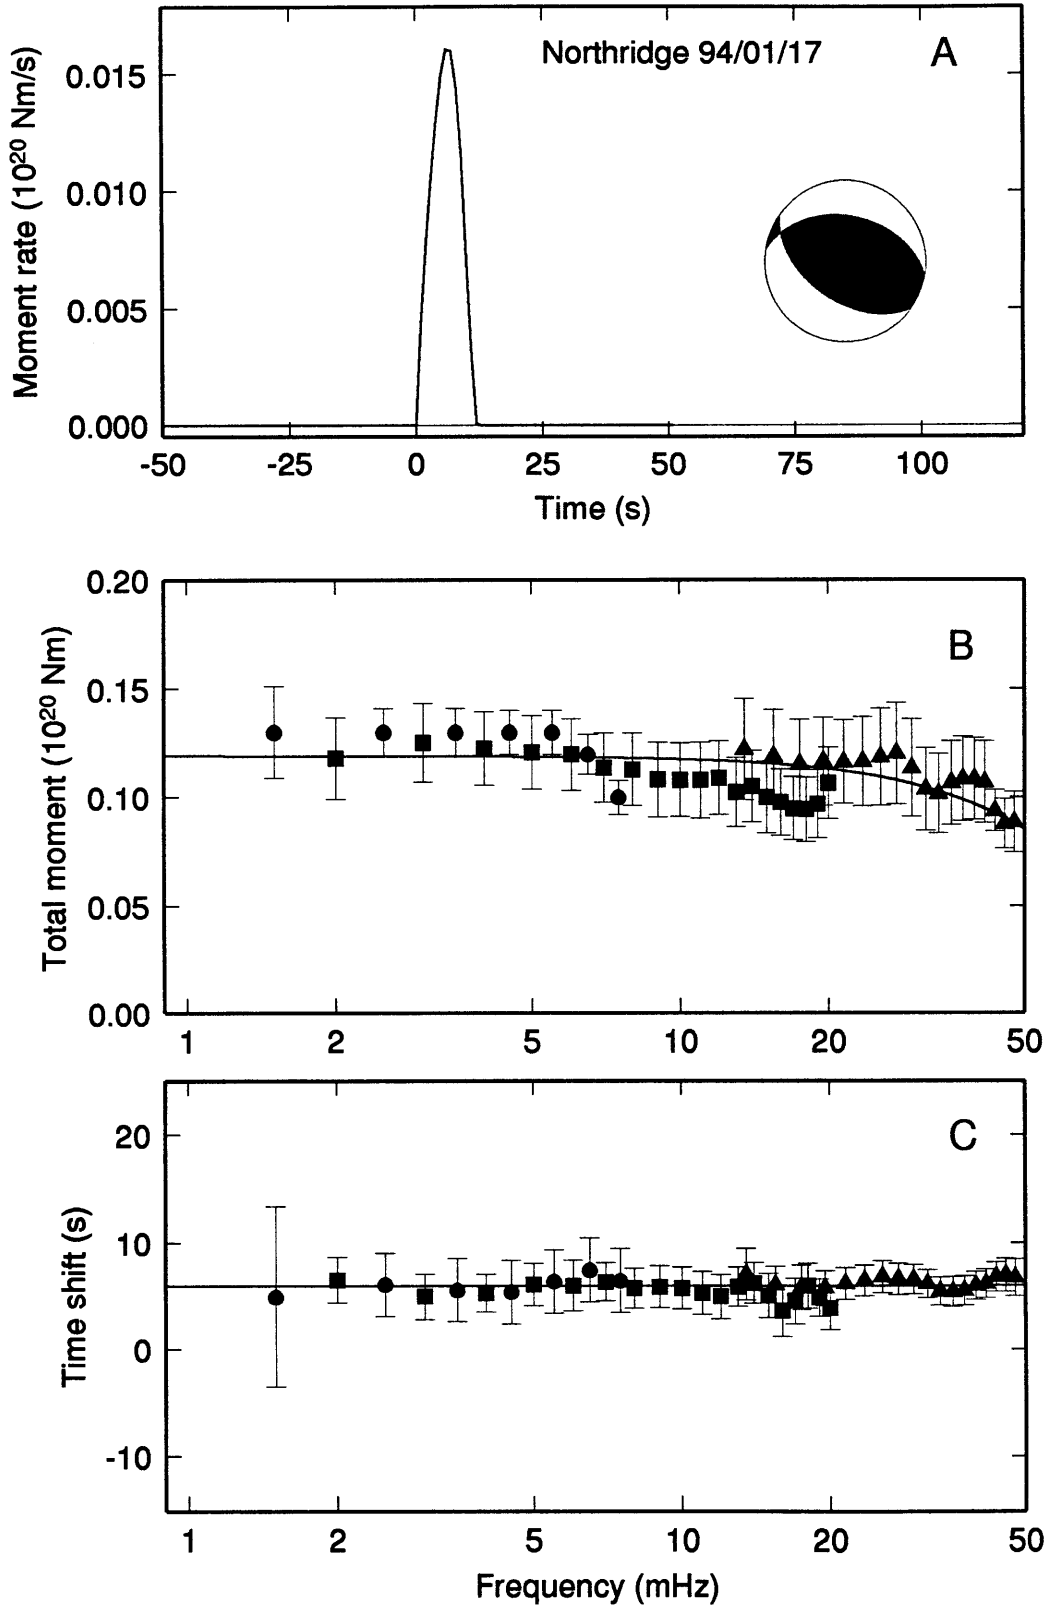 Northridge 94/01/17
A
Moment rate (10²⁰ Nm/s)
0.015
0.010
0.005
0.000
-50 -25 0 25 50 75 100
Time (s)
B
Total moment (10²⁰ Nm)
0.20
0.15
0.10
0.05
0.00
1 2 5 10 20 50
C
Time shift (s)
20
10
0
-10
1 2 5 10 20 50
Frequency (mHz)